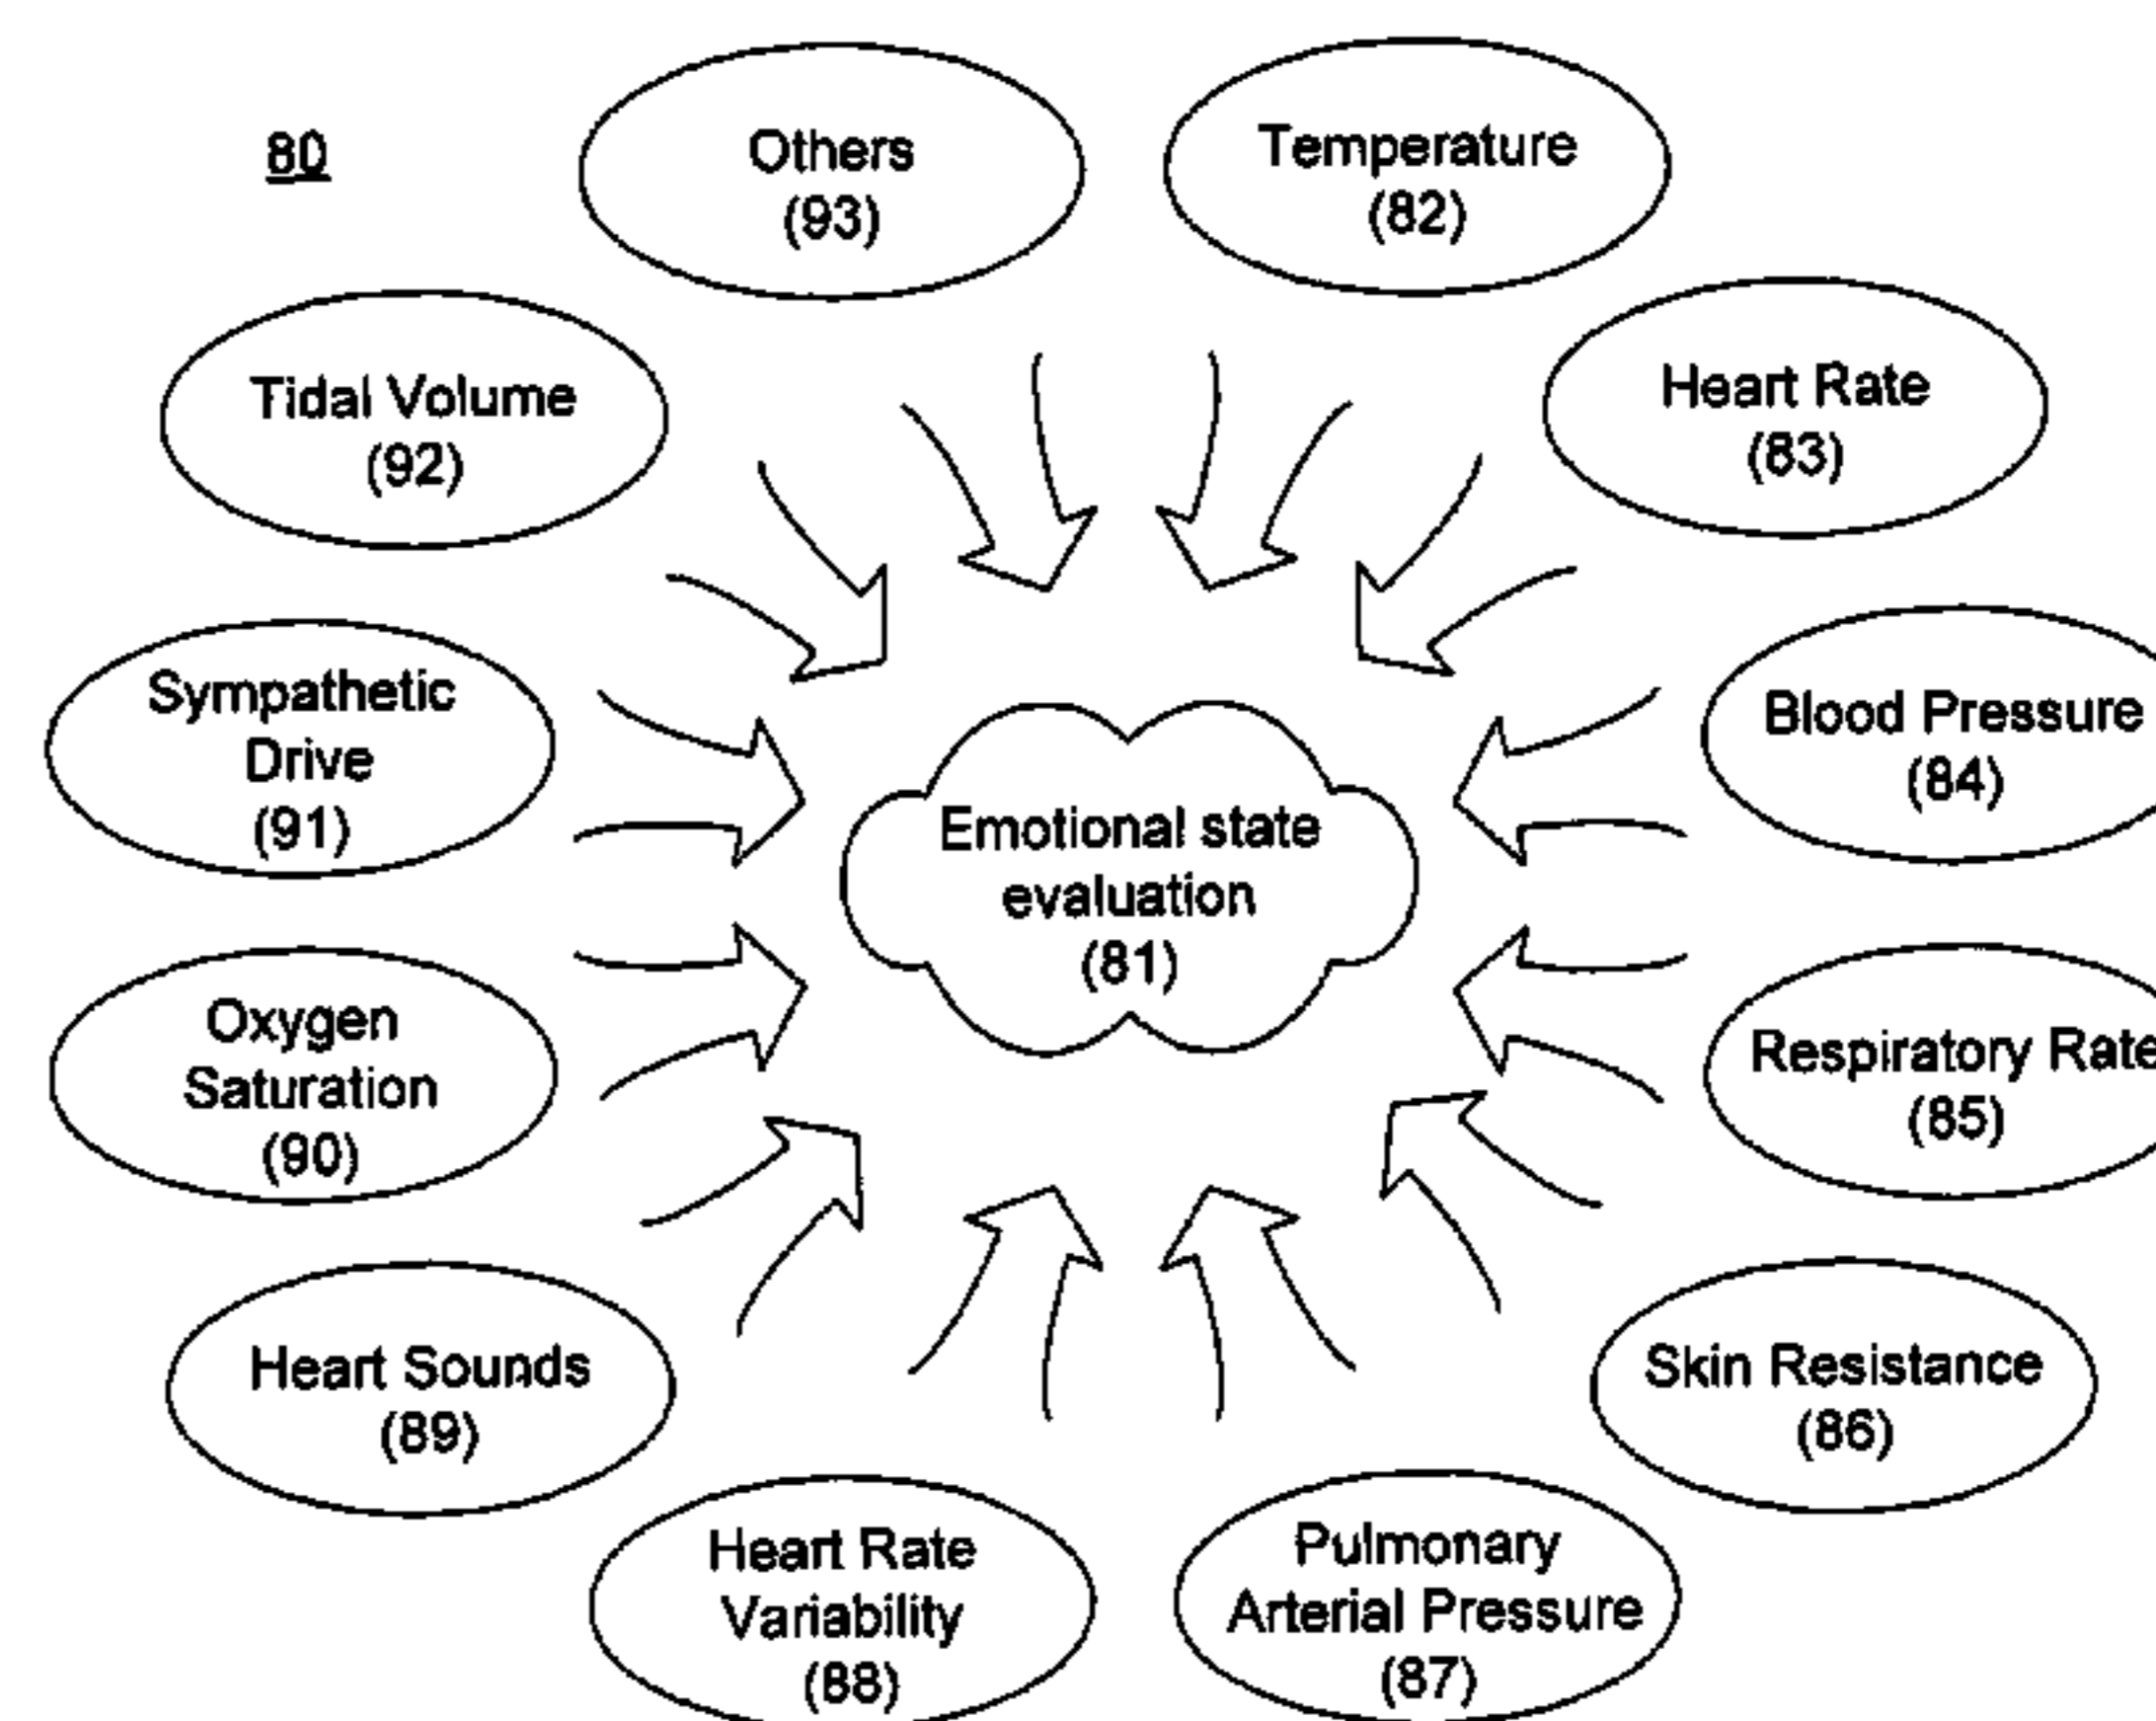 80
Others
(93)
Temperature
(82)
Tidal Volume
(92)
Heart Rate
(83)
Sympathetic
Drive
(91)
Blood Pressure
(84)
Emotional state
evaluation
(81)
Oxygen
Saturation
(90)
Respiratory Rate
(85)
Heart Sounds
(89)
Skin Resistance
(86)
Heart Rate
Variability
(88)
Pulmonary
Arterial Pressure
(87)